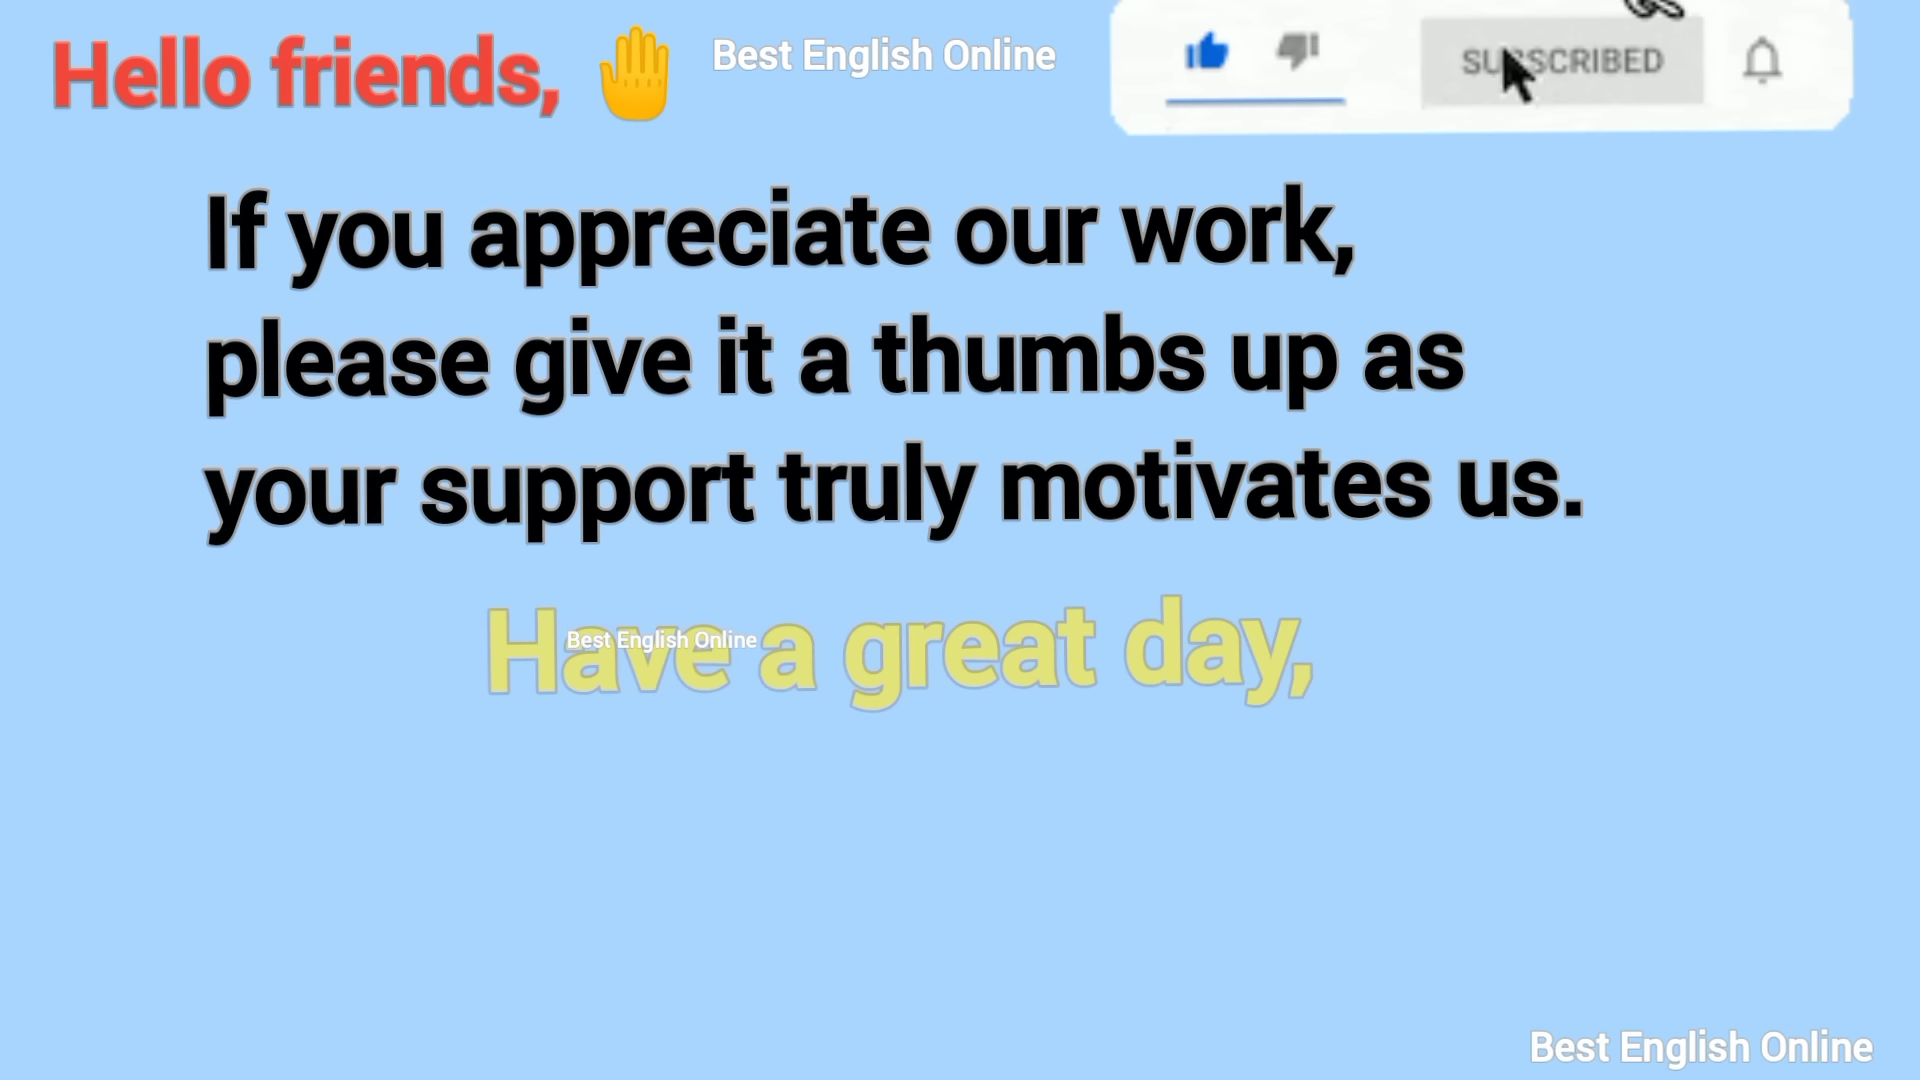 Hello friends, 🤚 Best English Online
SUBSCRIBED
If you appreciate our work,
please give it a thumbs up as
your support truly motivates us.
Have a great day,
Best English Online
Best English Online